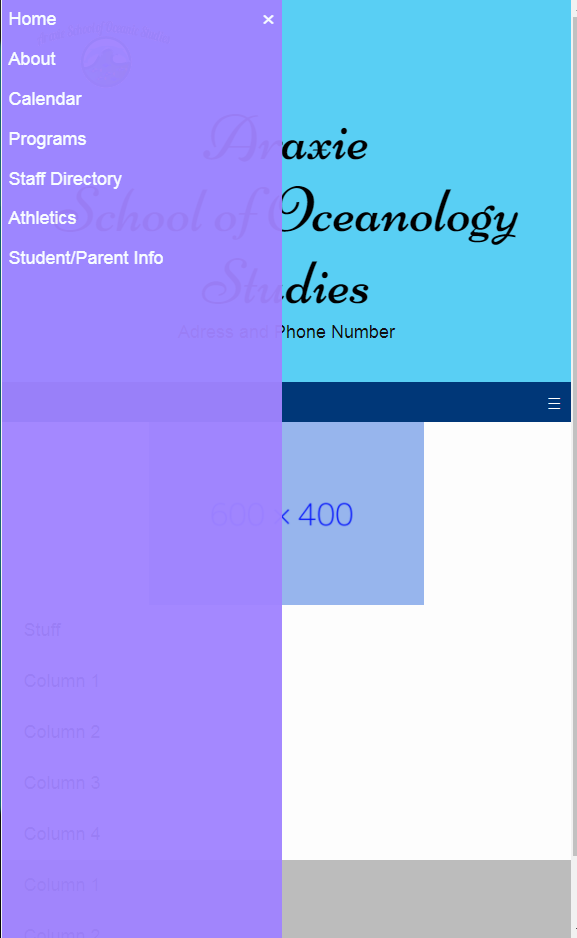 Home ×
About
Calendar
Programs
Staff Directory
Athletics
Student/Parent Info
Araxie
School of Oceanology
Studies
Adress and Phone Number
☰
600 x 400
Stuff
Column 1
Column 2
Column 3
Column 4
Column 1
Column 2